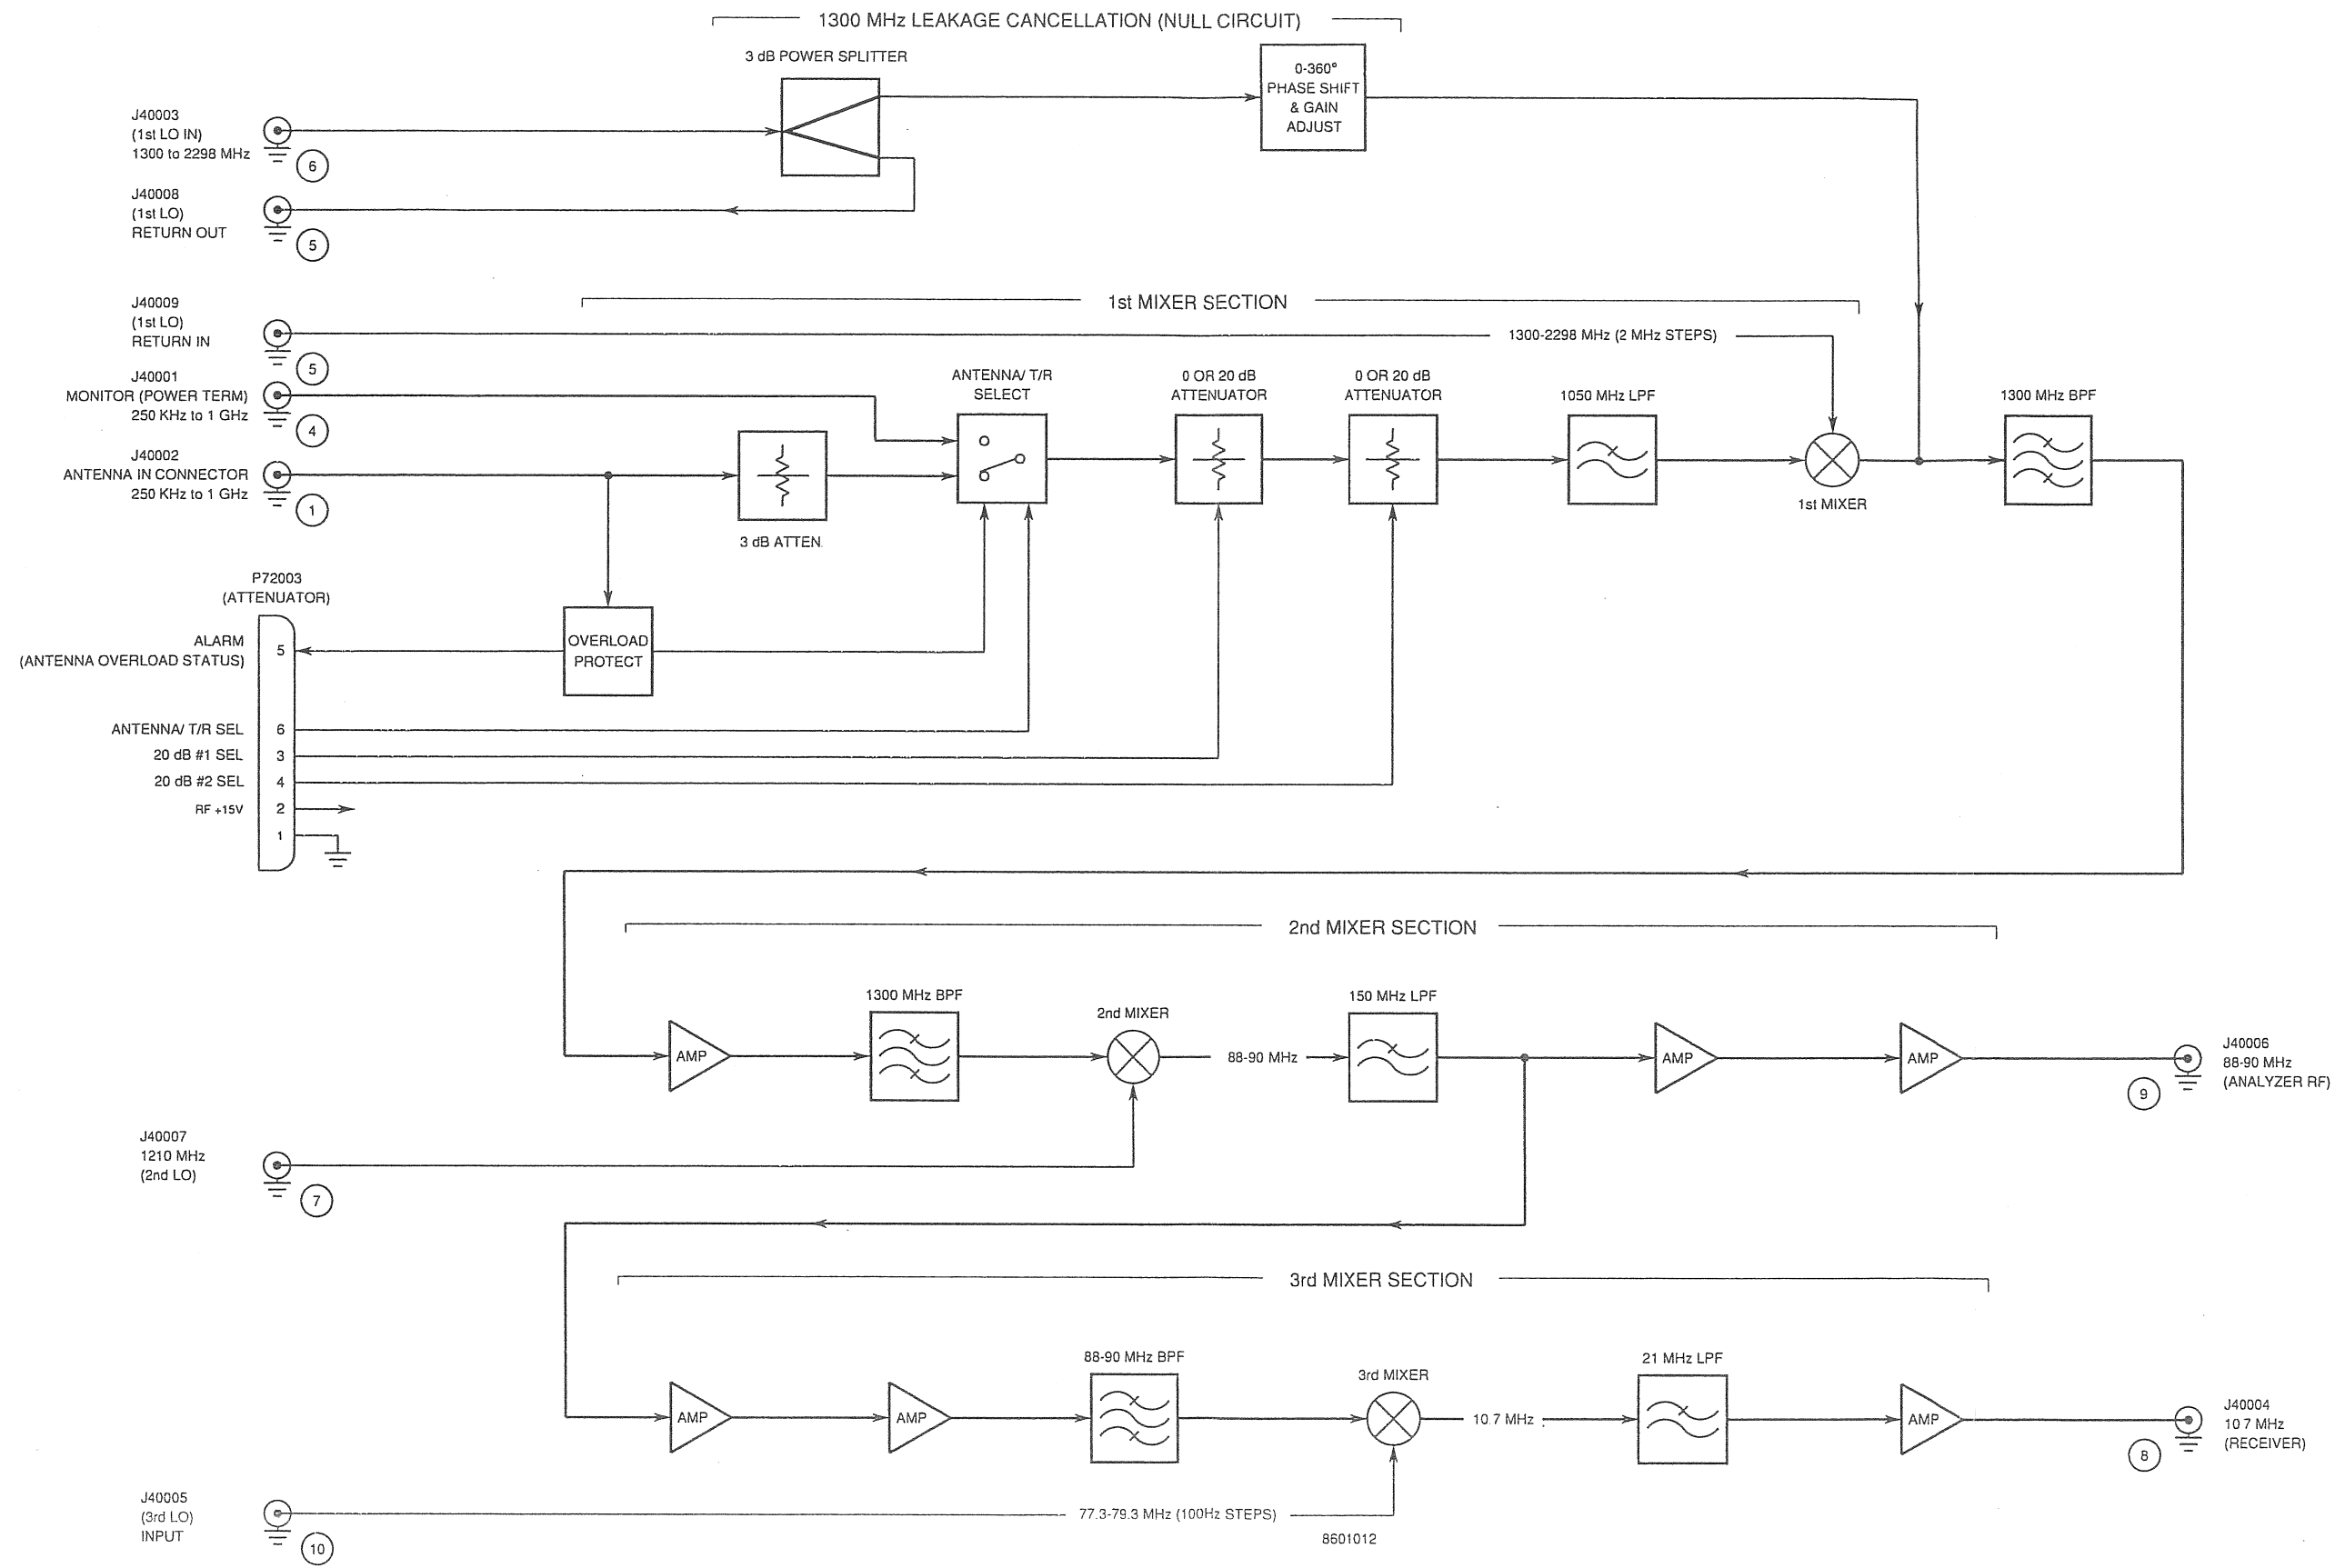 1300 MHz LEAKAGE CANCELLATION (NULL CIRCUIT)
3 dB POWER SPLITTER
0-360°
PHASE SHIFT
& GAIN
ADJUST
J40003
(1st LO IN)
1300 to 2298 MHz
6
J40008
(1st LO)
RETURN OUT
5
1st MIXER SECTION
J40009
(1st LO)
RETURN IN
5
1300-2298 MHz (2 MHz STEPS)
J40001
MONITOR (POWER TERM)
250 KHz to 1 GHz
4
ANTENNA/ T/R
SELECT
0 OR 20 dB
ATTENUATOR
0 OR 20 dB
ATTENUATOR
1050 MHz LPF
1st MIXER
1300 MHz BPF
J40002
ANTENNA IN CONNECTOR
250 KHz to 1 GHz
1
3 dB ATTEN.
P72003
(ATTENUATOR)
ALARM
(ANTENNA OVERLOAD STATUS)
5
OVERLOAD
PROTECT
ANTENNA/ T/R SEL 6
20 dB #1 SEL 3
20 dB #2 SEL 4
RF +15V 2
1
2nd MIXER SECTION
AMP
1300 MHz BPF
2nd MIXER
88-90 MHz
150 MHz LPF
AMP
AMP
J40006
88-90 MHz
(ANALYZER RF)
9
J40007
1210 MHz
(2nd LO)
7
3rd MIXER SECTION
AMP
AMP
88-90 MHz BPF
3rd MIXER
10.7 MHz
21 MHz LPF
AMP
J40004
10 7 MHz
(RECEIVER)
8
J40005
(3rd LO)
INPUT
10
77.3-79.3 MHz (100Hz STEPS)
8601012